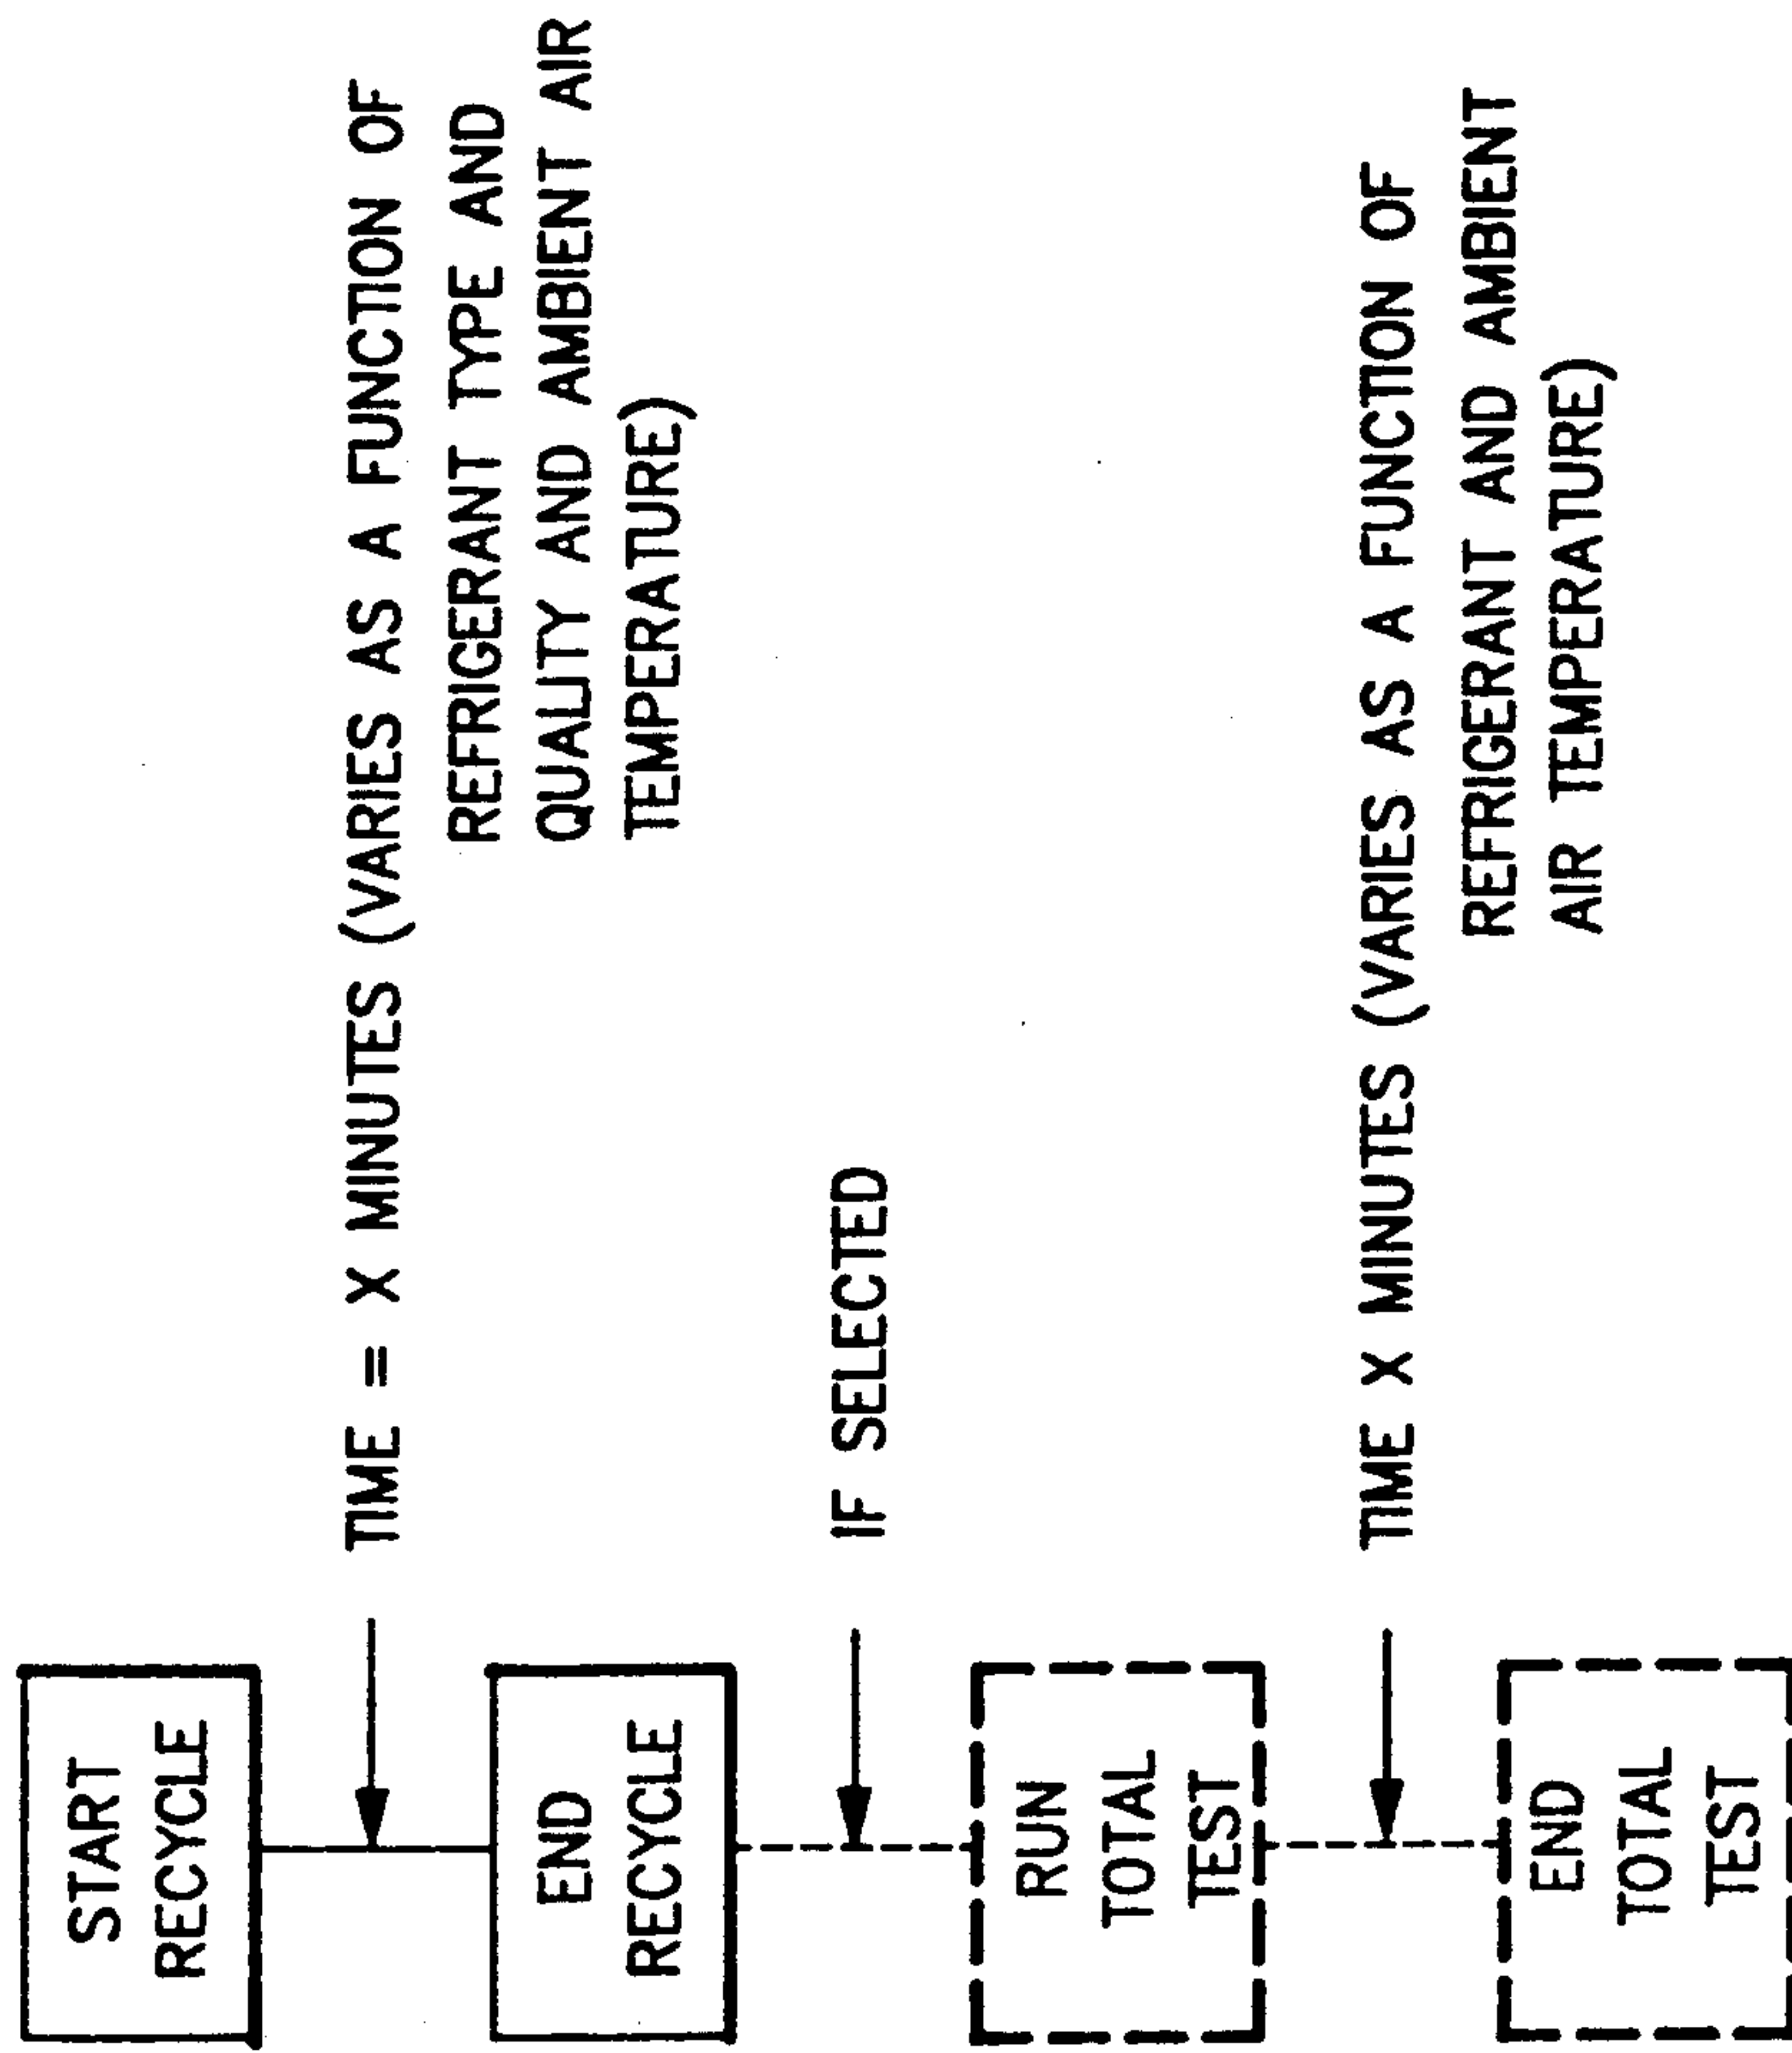 START
RECYCLE
TIME = X MINUTES (VARIES AS A FUNCTION OF
REFRIGERANT TYPE AND
QUALITY AND AMBIENT AIR
TEMPERATURE)
END
RECYCLE
IF SELECTED
RUN
TOTAL
TEST
TIME X MINUTES (VARIES AS A FUNCTION OF
REFRIGERANT AND AMBIENT
AIR TEMPERATURE)
END
TOTAL
TEST